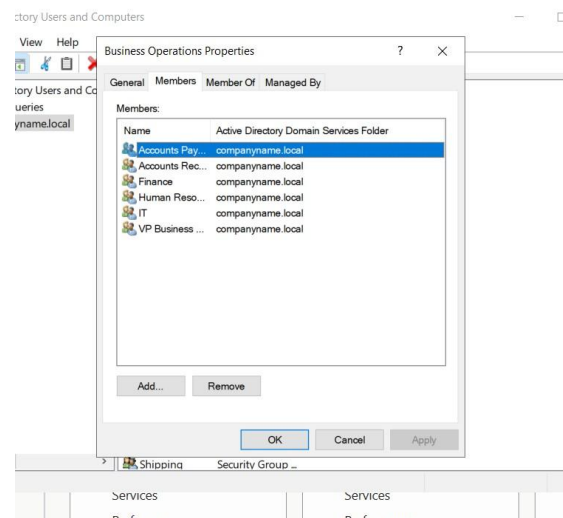 ctory Users and Computers
View Help
Business Operations Properties ? ×
General Members Member Of Managed By
tory Users and Co
ueries
yname.local
Members:
Name Active Directory Domain Services Folder
Accounts Pay... companyname.local
Accounts Rec... companyname.local
Finance companyname.local
Human Reso... companyname.local
IT companyname.local
VP Business ... companyname.local
Add... Remove
OK Cancel Apply
Shipping Security Group ...
Services Services